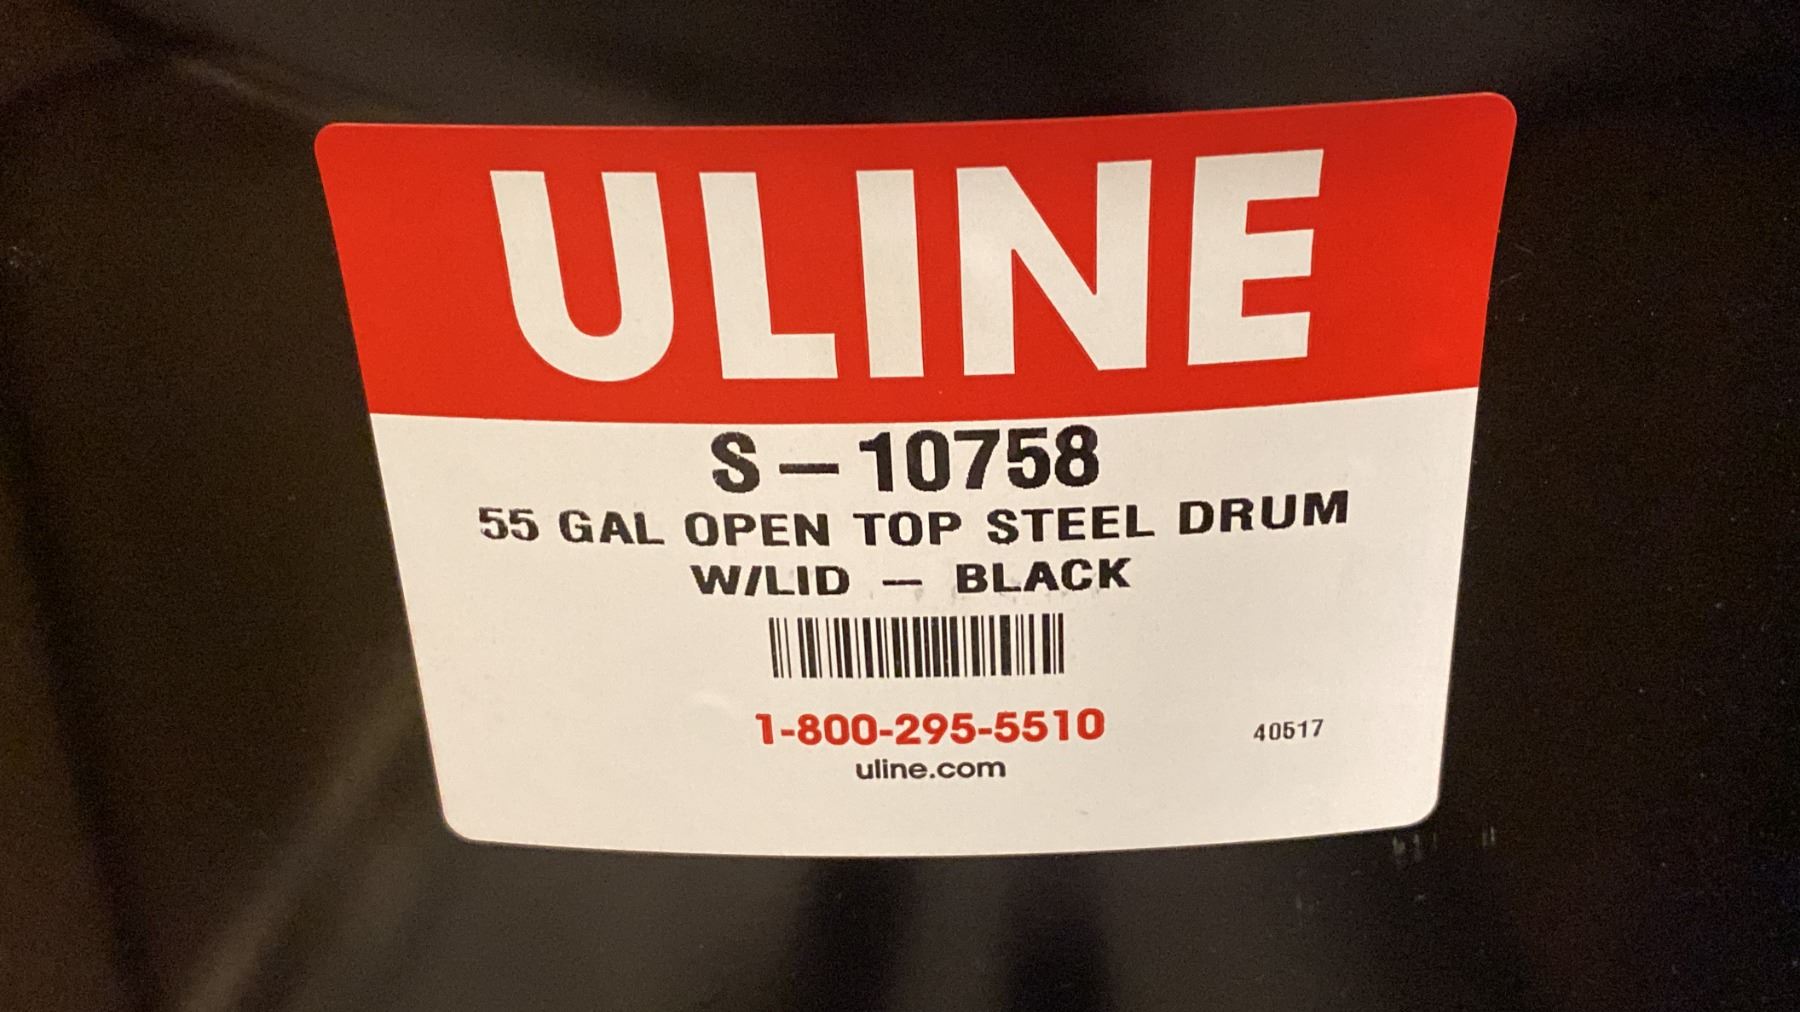 ULINE
S – 10758
55 GAL OPEN TOP STEEL DRUM
W/LID – BLACK
1-800-295-5510
40517
uline.com